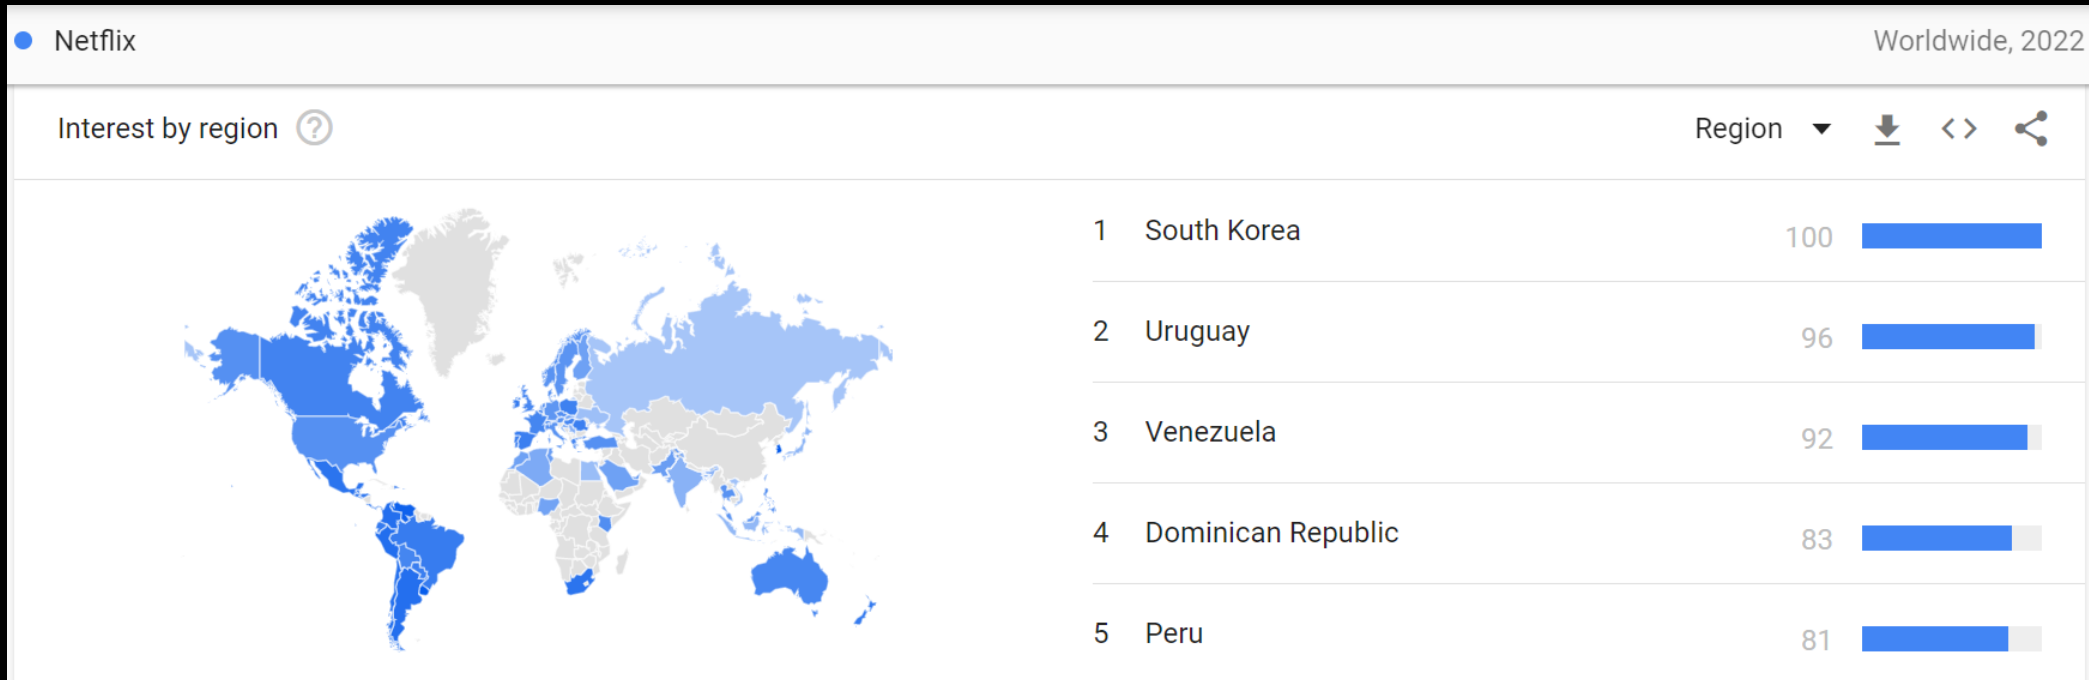 Netflix
Worldwide, 2022
Interest by region
Region
1 South Korea 100
2 Uruguay 96
3 Venezuela 92
4 Dominican Republic 83
5 Peru 81